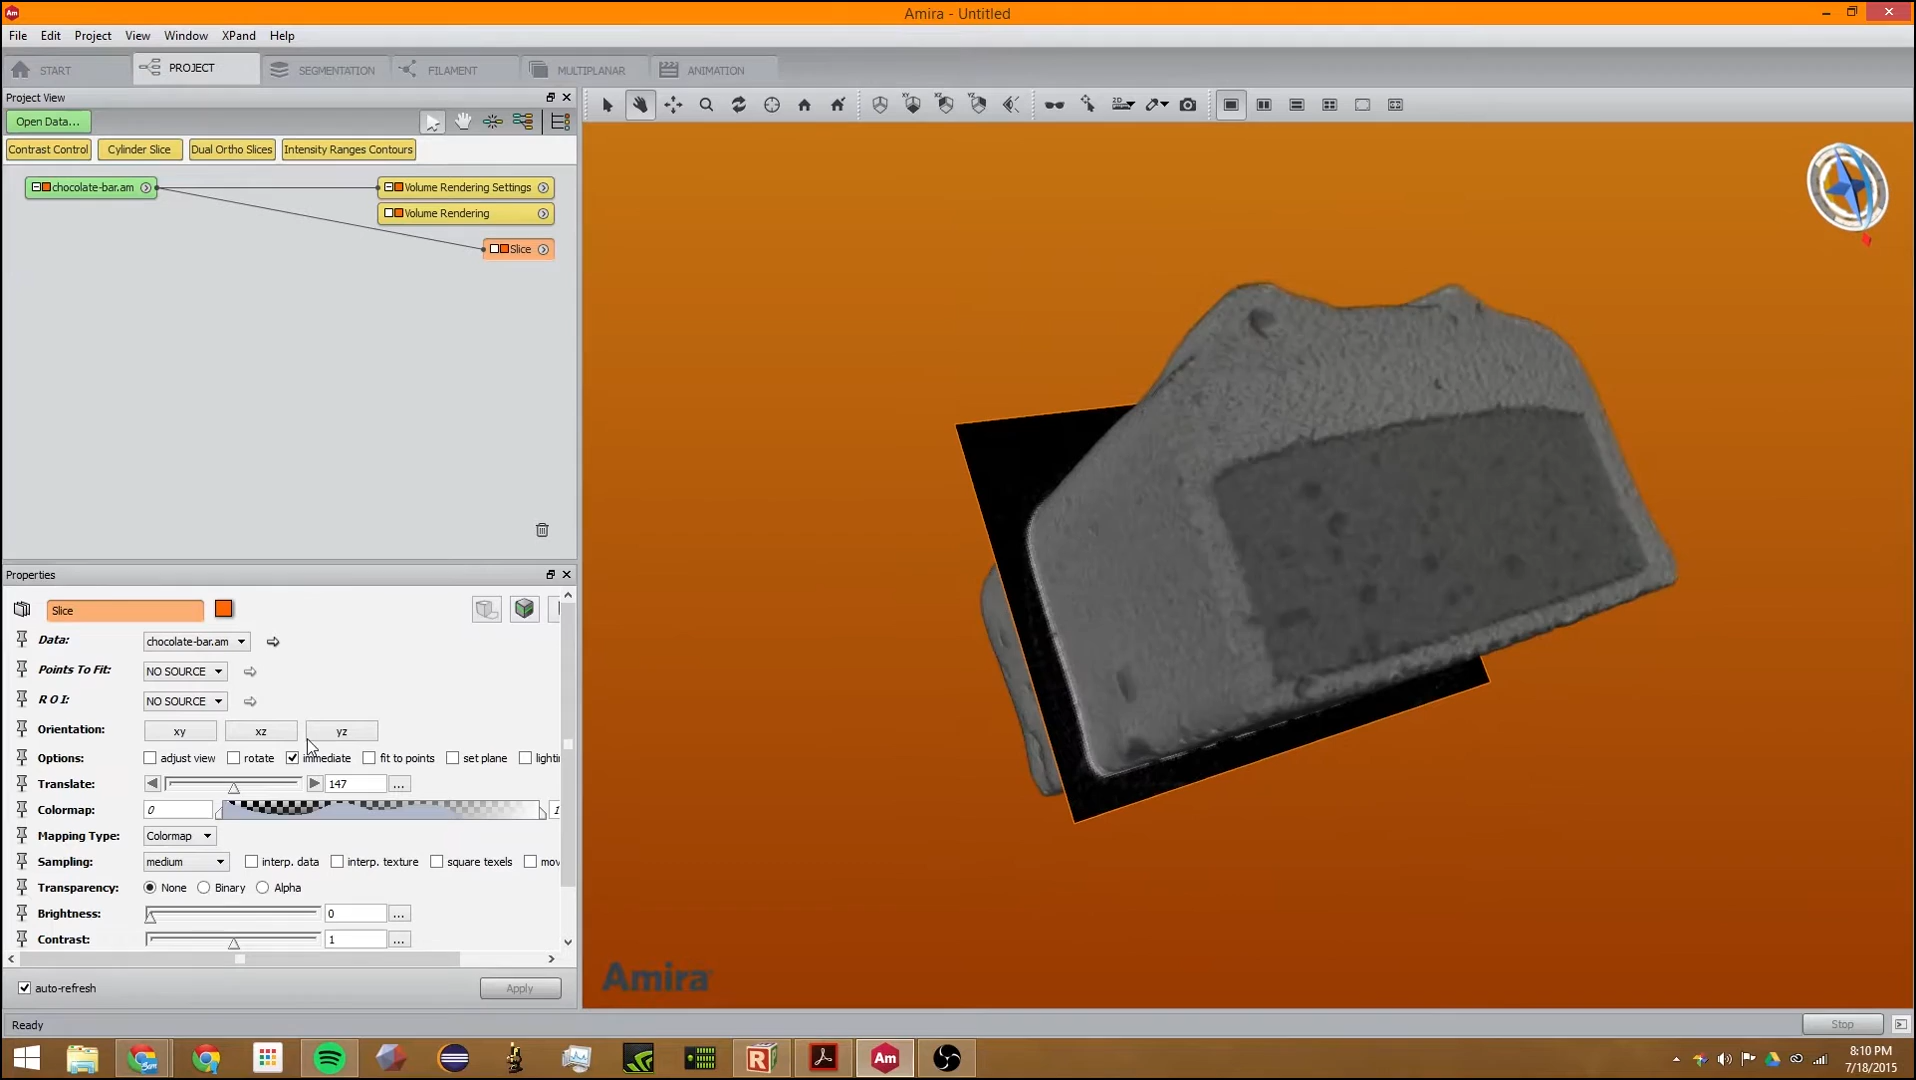 Am
Amira - Untitled
File Edit Project View Window XPand Help
START PROJECT SEGMENTATION FILAMENT MULTIPLANAR ANIMATION
Project View
Open Data...
Contrast Control Cylinder Slice Dual Ortho Slices Intensity Ranges Contours
chocolate-bar.am Volume Rendering Settings
Volume Rendering
Slice
Properties
Slice
Data: chocolate-bar.am
Points To Fit: NO SOURCE
R O I: NO SOURCE
Orientation: xy xz yz
Options: adjust view rotate immediate fit to points set plane lighti
Translate: 147 ...
Colormap: 0 1
Mapping Type: Colormap
Sampling: medium interp. data interp. texture square texels mov
Transparency: None Binary Alpha
Brightness: 0 ...
Contrast: 1 ...
auto-refresh Apply
Amira
Ready Stop
R Am
8:10 PM
7/18/2015